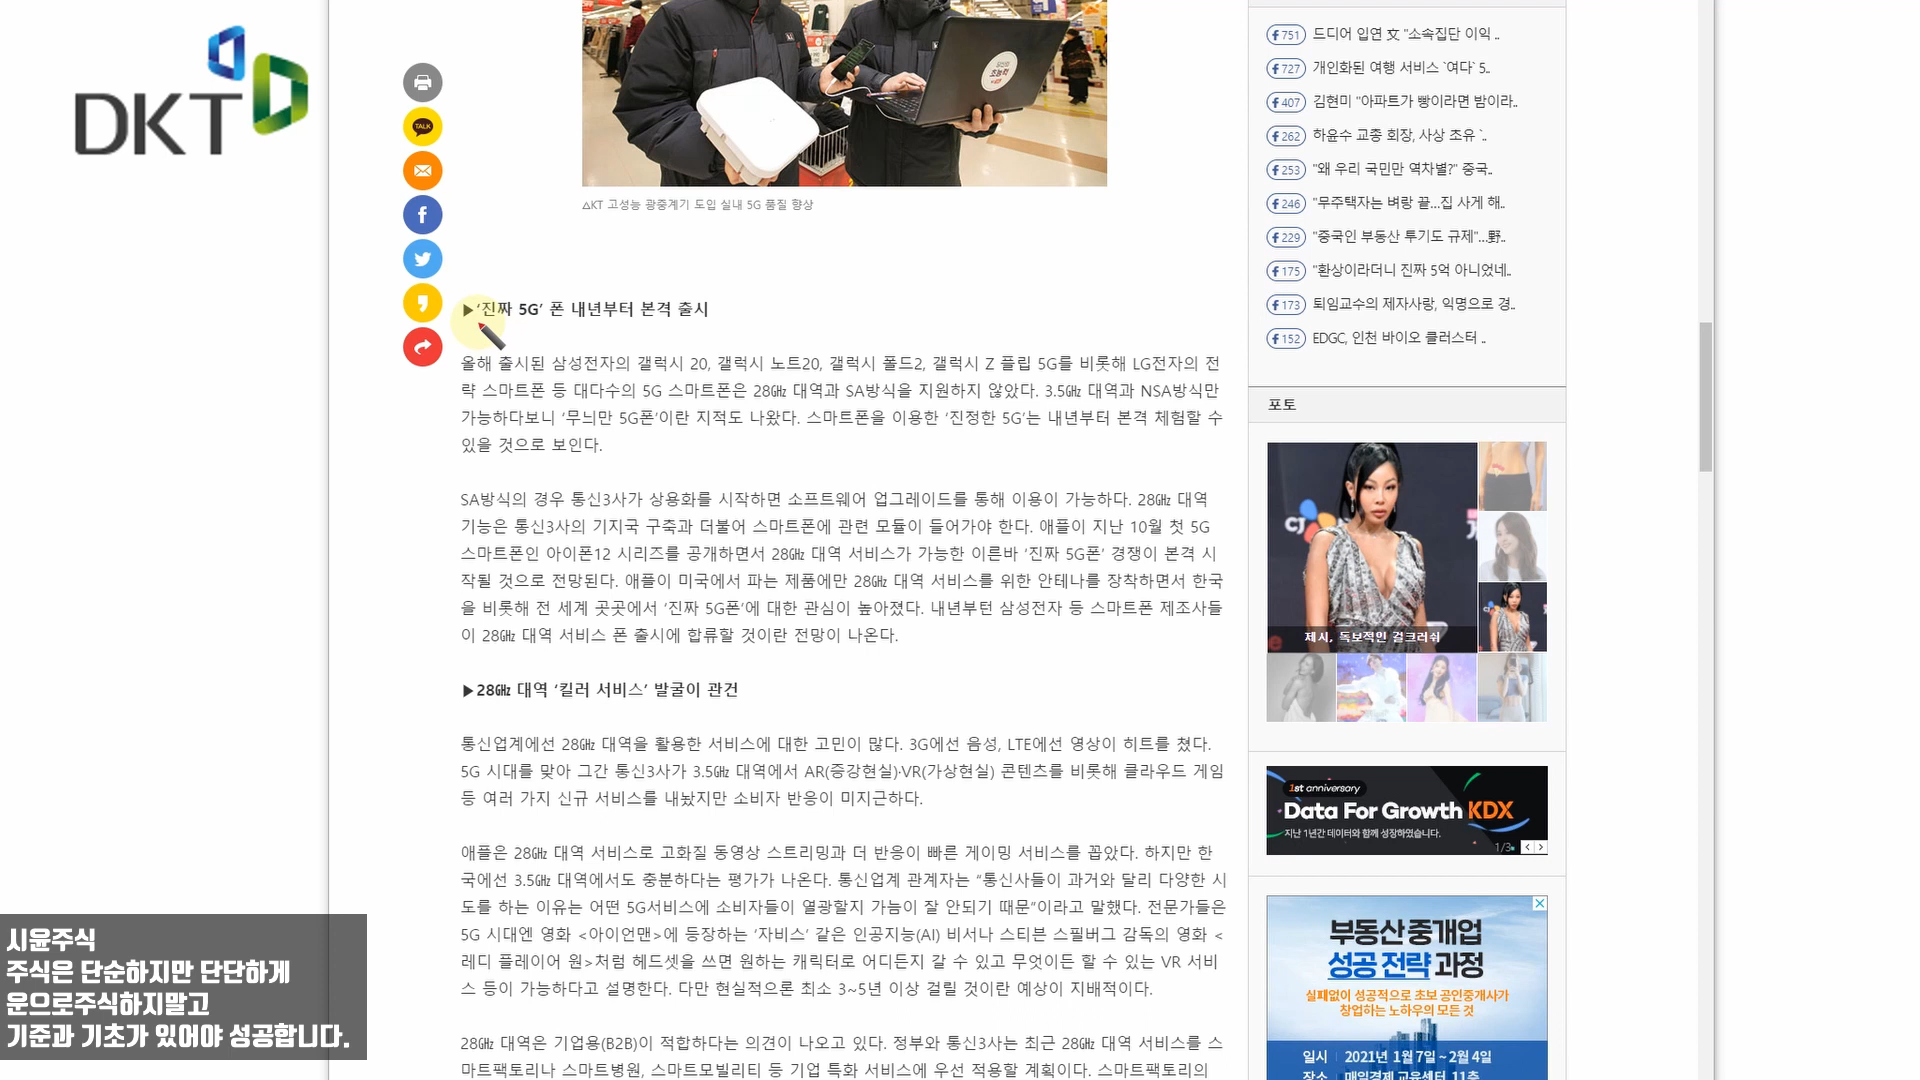 DKT
TALK
△KT 고성능 광중계기 도입 실내 5G 품질 향상
▶‘진짜 5G’ 폰 내년부터 본격 출시
올해 출시된 삼성전자의 갤럭시 20, 갤럭시 노트20, 갤럭시 폴드2, 갤럭시 Z 플립 5G를 비롯해 LG전자의 전
략 스마트폰 등 대다수의 5G 스마트폰은 28㎓ 대역과 SA방식을 지원하지 않았다. 3.5㎓ 대역과 NSA방식만
가능하다보니 ‘무늬만 5G폰’이란 지적도 나왔다. 스마트폰을 이용한 ‘진정한 5G’는 내년부터 본격 체험할 수
있을 것으로 보인다.
SA방식의 경우 통신3사가 상용화를 시작하면 소프트웨어 업그레이드를 통해 이용이 가능하다. 28㎓ 대역
기능은 통신3사의 기지국 구축과 더불어 스마트폰에 관련 모듈이 들어가야 한다. 애플이 지난 10월 첫 5G
스마트폰인 아이폰12 시리즈를 공개하면서 28㎓ 대역 서비스가 가능한 이른바 ‘진짜 5G폰’ 경쟁이 본격 시
작될 것으로 전망된다. 애플이 미국에서 파는 제품에만 28㎓ 대역 서비스를 위한 안테나를 장착하면서 한국
을 비롯해 전 세계 곳곳에서 ‘진짜 5G폰’에 대한 관심이 높아졌다. 내년부턴 삼성전자 등 스마트폰 제조사들
이 28㎓ 대역 서비스 폰 출시에 합류할 것이란 전망이 나온다.
▶28㎓ 대역 ‘킬러 서비스’ 발굴이 관건
통신업계에선 28㎓ 대역을 활용한 서비스에 대한 고민이 많다. 3G에선 음성, LTE에선 영상이 히트를 쳤다.
5G 시대를 맞아 그간 통신3사가 3.5㎓ 대역에서 AR(증강현실)·VR(가상현실) 콘텐츠를 비롯해 클라우드 게임
등 여러 가지 신규 서비스를 내놨지만 소비자 반응이 미지근하다.
애플은 28㎓ 대역 서비스로 고화질 동영상 스트리밍과 더 반응이 빠른 게이밍 서비스를 꼽았다. 하지만 한
국에선 3.5㎓ 대역에서도 충분하다는 평가가 나온다. 통신업계 관계자는 “통신사들이 과거와 달리 다양한 시
도를 하는 이유는 어떤 5G서비스에 소비자들이 열광할지 가늠이 잘 안되기 때문”이라고 말했다. 전문가들은
5G 시대엔 영화 <아이언맨>에 등장하는 ‘자비스’ 같은 인공지능(AI) 비서나 스티븐 스필버그 감독의 영화 <
레디 플레이어 원>처럼 헤드셋을 쓰면 원하는 캐릭터로 어디든지 갈 수 있고 무엇이든 할 수 있는 VR 서비
스 등이 가능하다고 설명한다. 다만 현실적으론 최소 3~5년 이상 걸릴 것이란 예상이 지배적이다.
28㎓ 대역은 기업용(B2B)이 적합하다는 의견이 나오고 있다. 정부와 통신3사는 최근 28㎓ 대역 서비스를 스
마트팩토리나 스마트병원, 스마트모빌리티 등 기업 특화 서비스에 우선 적용할 계획이다. 스마트팩토리의
751 드디어 입연 文 "소속집단 이익 ..
727 개인화된 여행 서비스 `여다` 5..
407 김현미 "아파트가 빵이라면 밤이라..
262 하윤수 교총 회장, 사상 초유 `..
253 "왜 우리 국민만 역차별?" 중국..
246 "무주택자는 벼랑 끝…집 사게 해..
229 "중국인 부동산 투기도 규제"…野..
175 "환상이라더니 진짜 5억 아니었네..
173 퇴임교수의 제자사랑, 익명으로 경..
152 EDGC, 인천 바이오 클러스터 ..
포토
CJ
제시, 독보적인 걸크러쉬
1st anniversary
Data For Growth KDX
지난 1년간 데이터와 함께 성장하였습니다.
1/3
부동산 중개업
성공 전략 과정
실패없이 성공적으로 초보 공인중개사가
창업하는 노하우의 모든 것
일시 2021년 1월 7일 ~ 2월 4일
장소 매일경제 교육센터 11층
시윤주식
주식은 단순하지만 단단하게
운으로주식하지말고
기준과 기초가 있어야 성공합니다.